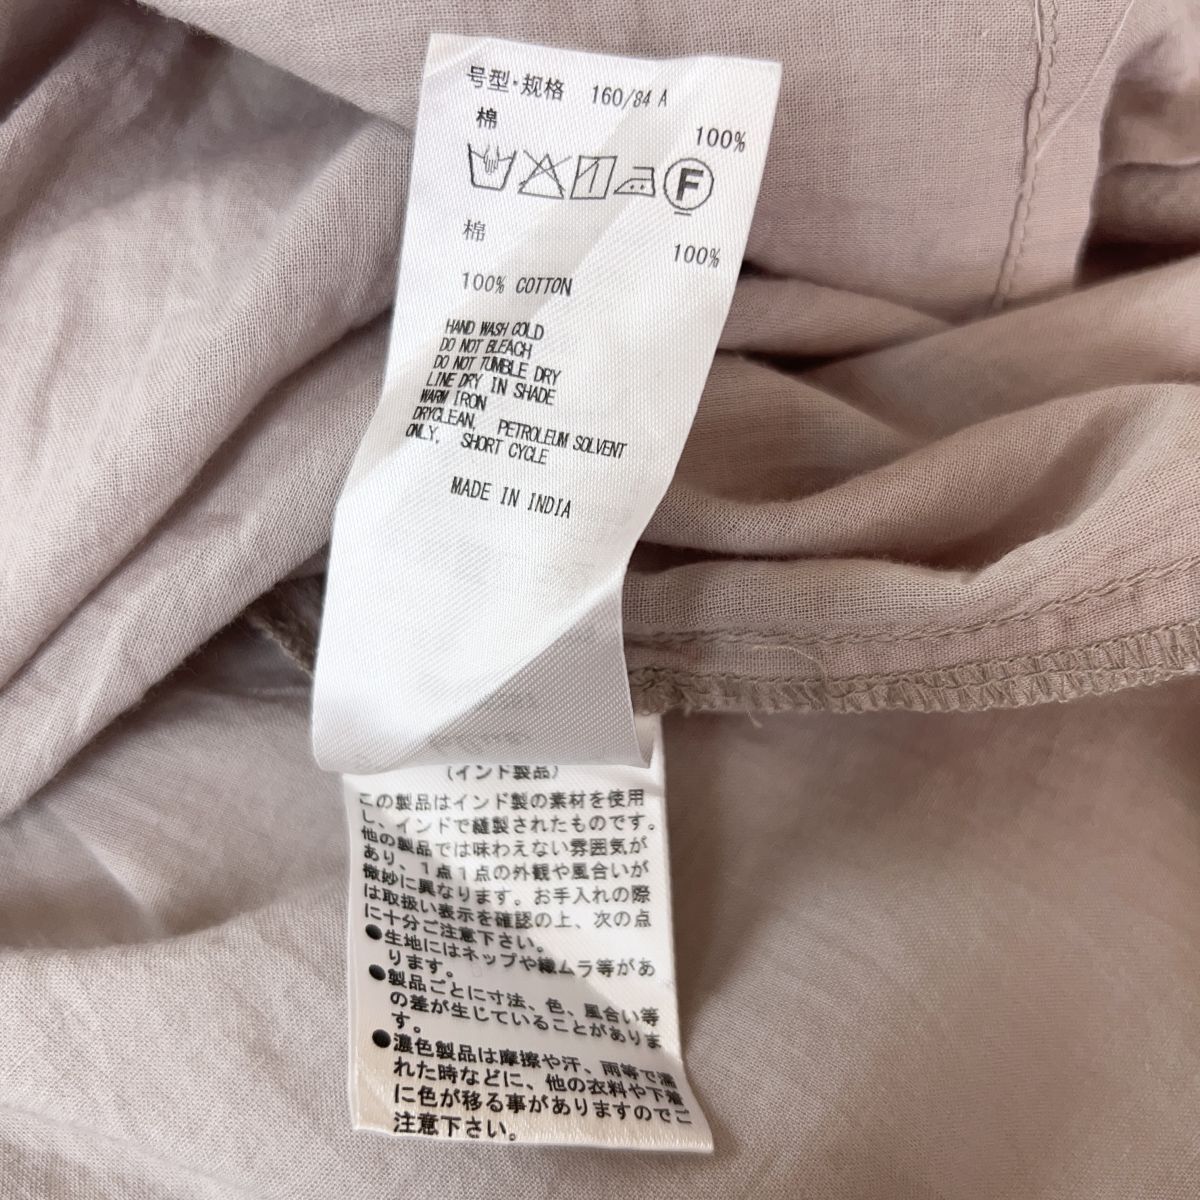 号型·规格 160/84 A
棉 100%
F
棉 100%
100% COTTON
HAND WASH COLD
DO NOT BLEACH
DO NOT TUMBLE DRY
LINE DRY IN SHADE
WARM IRON
DRYCLEAN, PETROLEUM SOLVENT
ONLY, SHORT CYCLE
MADE IN INDIA
(インド製品)
この製品はインド製の素材を使用
し、インドで縫製されたものです。
他の製品では味わえない雰囲気が
あり、1点1点の外観や風合いが
微妙に異なります。お手入れの際
は取扱い表示を確認の上、次の点
に十分ご注意下さい。
●生地にはネップや織ムラ等があ
ります。
●製品ごとに寸法、色、風合い等
の差が生じていることがありま
す。
●濃色製品は摩擦や汗、雨等で濡
れた時などに、他の衣料や下着
に色が移る事がありますのでご
注意下さい。